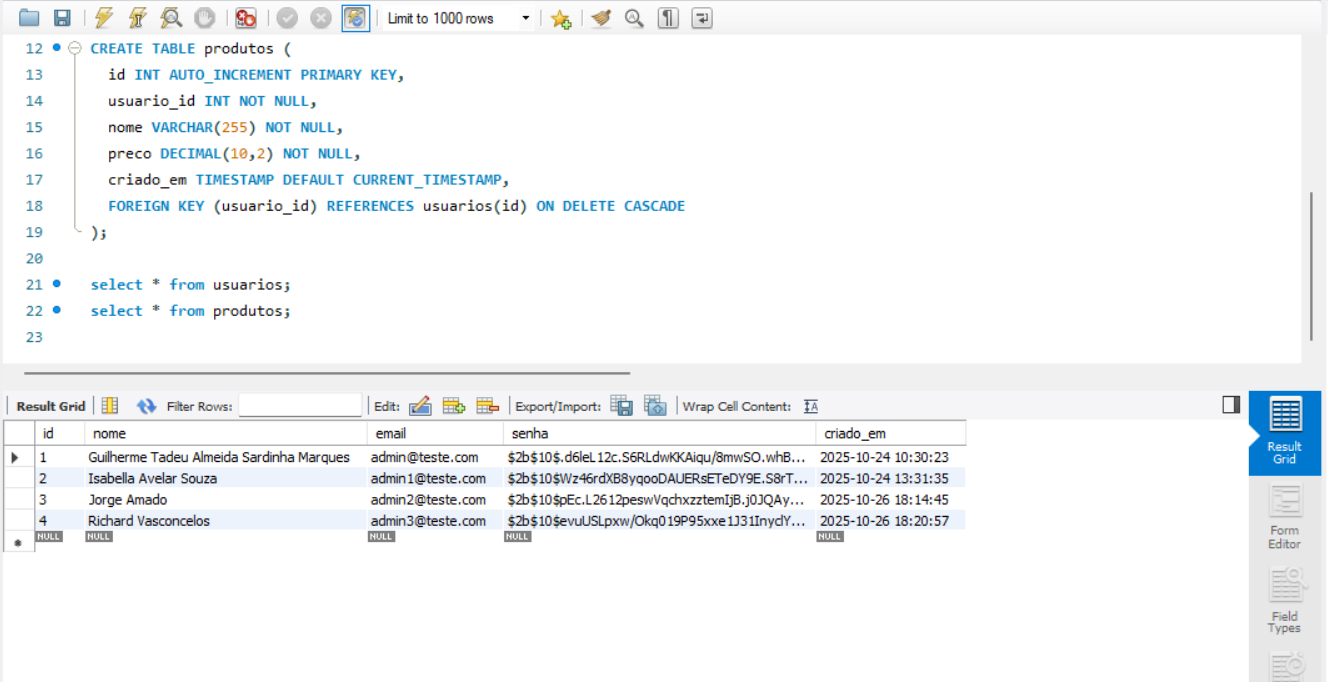 Limit to 1000 rows
12 CREATE TABLE produtos (
13 id INT AUTO_INCREMENT PRIMARY KEY,
14 usuario_id INT NOT NULL,
15 nome VARCHAR(255) NOT NULL,
16 preco DECIMAL(10,2) NOT NULL,
17 criado_em TIMESTAMP DEFAULT CURRENT_TIMESTAMP,
18 FOREIGN KEY (usuario_id) REFERENCES usuarios(id) ON DELETE CASCADE
19 );
20
21 select * from usuarios;
22 select * from produtos;
23
Result Grid Filter Rows: Edit: Export/Import: Wrap Cell Content:
id nome email senha criado_em
1 Guilherme Tadeu Almeida Sardinha Marques admin@teste.com $2b$10$.d6leL12c.S6RLdwKKAiqu/8mwSO.whB... 2025-10-24 10:30:23
2 Isabella Avelar Souza admin1@teste.com $2b$10$Wz46rdXB8yqooDAUERsETeDY9E.S8rT... 2025-10-24 13:31:35
3 Jorge Amado admin2@teste.com $2b$10$pEc.L2612peswVqchxzztemIjB.j0JQAy... 2025-10-26 18:14:45
4 Richard Vasconcelos admin3@teste.com $2b$10$evuUSLpxw/Okq019P95xxe1J31InyclY... 2025-10-26 18:20:57
NULL NULL NULL NULL NULL
Result
Grid
Form
Editor
Field
Types